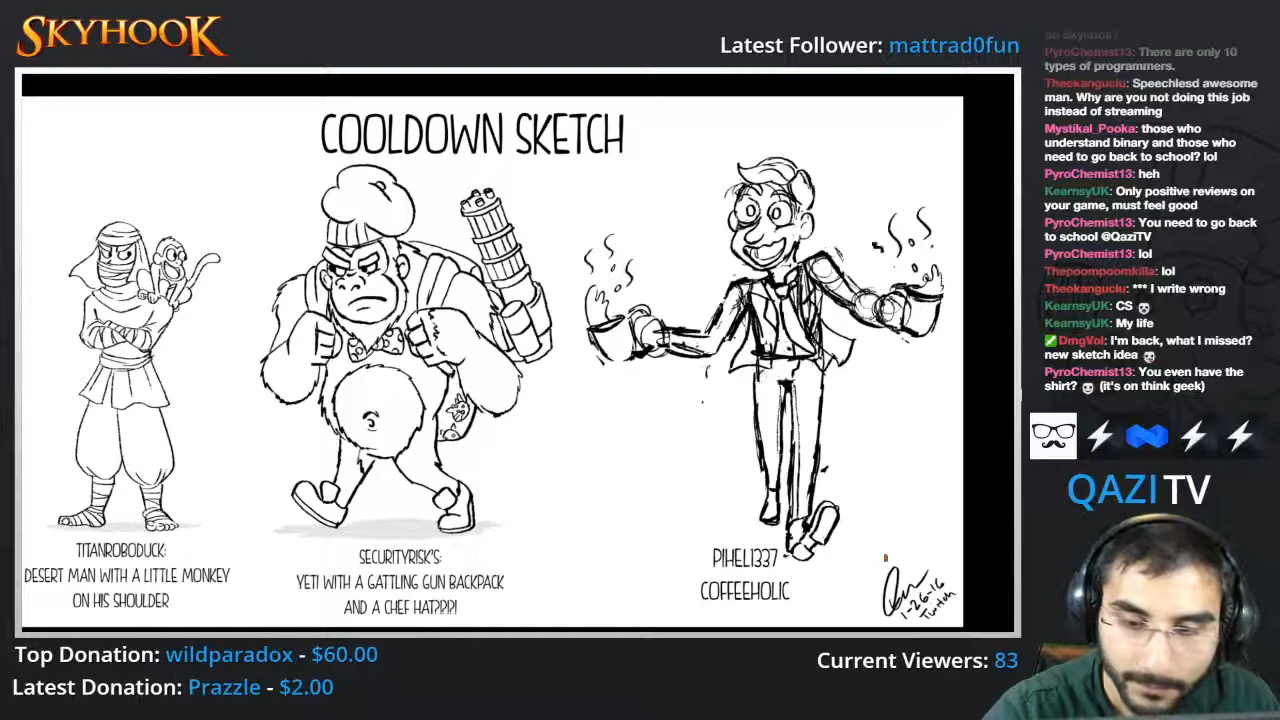 SKYHOOK
Latest Follower: mattrad0fun
COOLDOWN SKETCH
TITANROBODUCK:
DESERT MAN WITH A LITTLE MONKEY
ON HIS SHOULDER
SECURITYRISK'S:
YETI WITH A GATTLING GUN BACKPACK
AND A CHEF HAT?!?!?!
PIHEL1337
COFFEEHOLIC
1-26-16
Twitch
Top Donation: wildparadox - $60.00
Latest Donation: Prazzle - $2.00
Current Viewers: 83
PyroChemist13: There are only 10
types of programmers.
Theokanguciu: Speechlesd awesome
man. Why are you not doing this job
instead of streaming
Mystikal_Pooka: those who
understand binary and those who
need to go back to school? lol
PyroChemist13: heh
KearnsyUK: Only positive reviews on
your game, must feel good
PyroChemist13: You need to go back
to school @QaziTV
PyroChemist13: lol
Thepoompoomkilla: lol
Theokanguciu: *** I write wrong
KearnsyUK: CS
KearnsyUK: My life
DmgVol: I'm back, what I missed?
new sketch idea
PyroChemist13: You even have the
shirt? (it's on think geek)
QAZITV